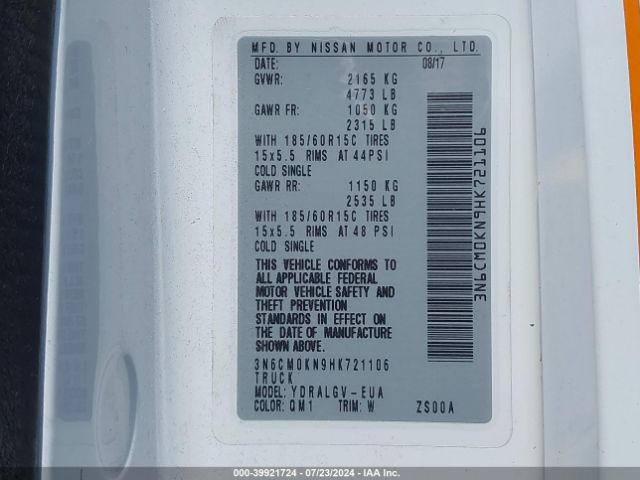 MFD. BY NISSAN MOTOR CO., LTD.
DATE: 08/17
GVWR: 2165 KG
4773 LB
GAWR FR: 1050 KG
2315 LB
WITH 185/60R15C TIRES
15x5.5 RIMS AT 44PSI
COLD SINGLE
GAWR RR: 1150 KG
2535 LB
WITH 185/60R15C TIRES
15x5.5 RIMS AT 48 PSI
COLD SINGLE
THIS VEHICLE CONFORMS TO
ALL APPLICABLE FEDERAL
MOTOR VEHICLE SAFETY AND
THEFT PREVENTION
STANDARDS IN EFFECT ON
THE DATE OF MANUFACTURE
SHOWN ABOVE.
3N6CM0KN9HK721106
TRUCK
MODEL: YDRALGV-EUA
COLOR: QM1 TRIM: W ZS00A
3N6CM0KN9HK721106
000-39921724 - 07/23/2024 - IAA Inc.